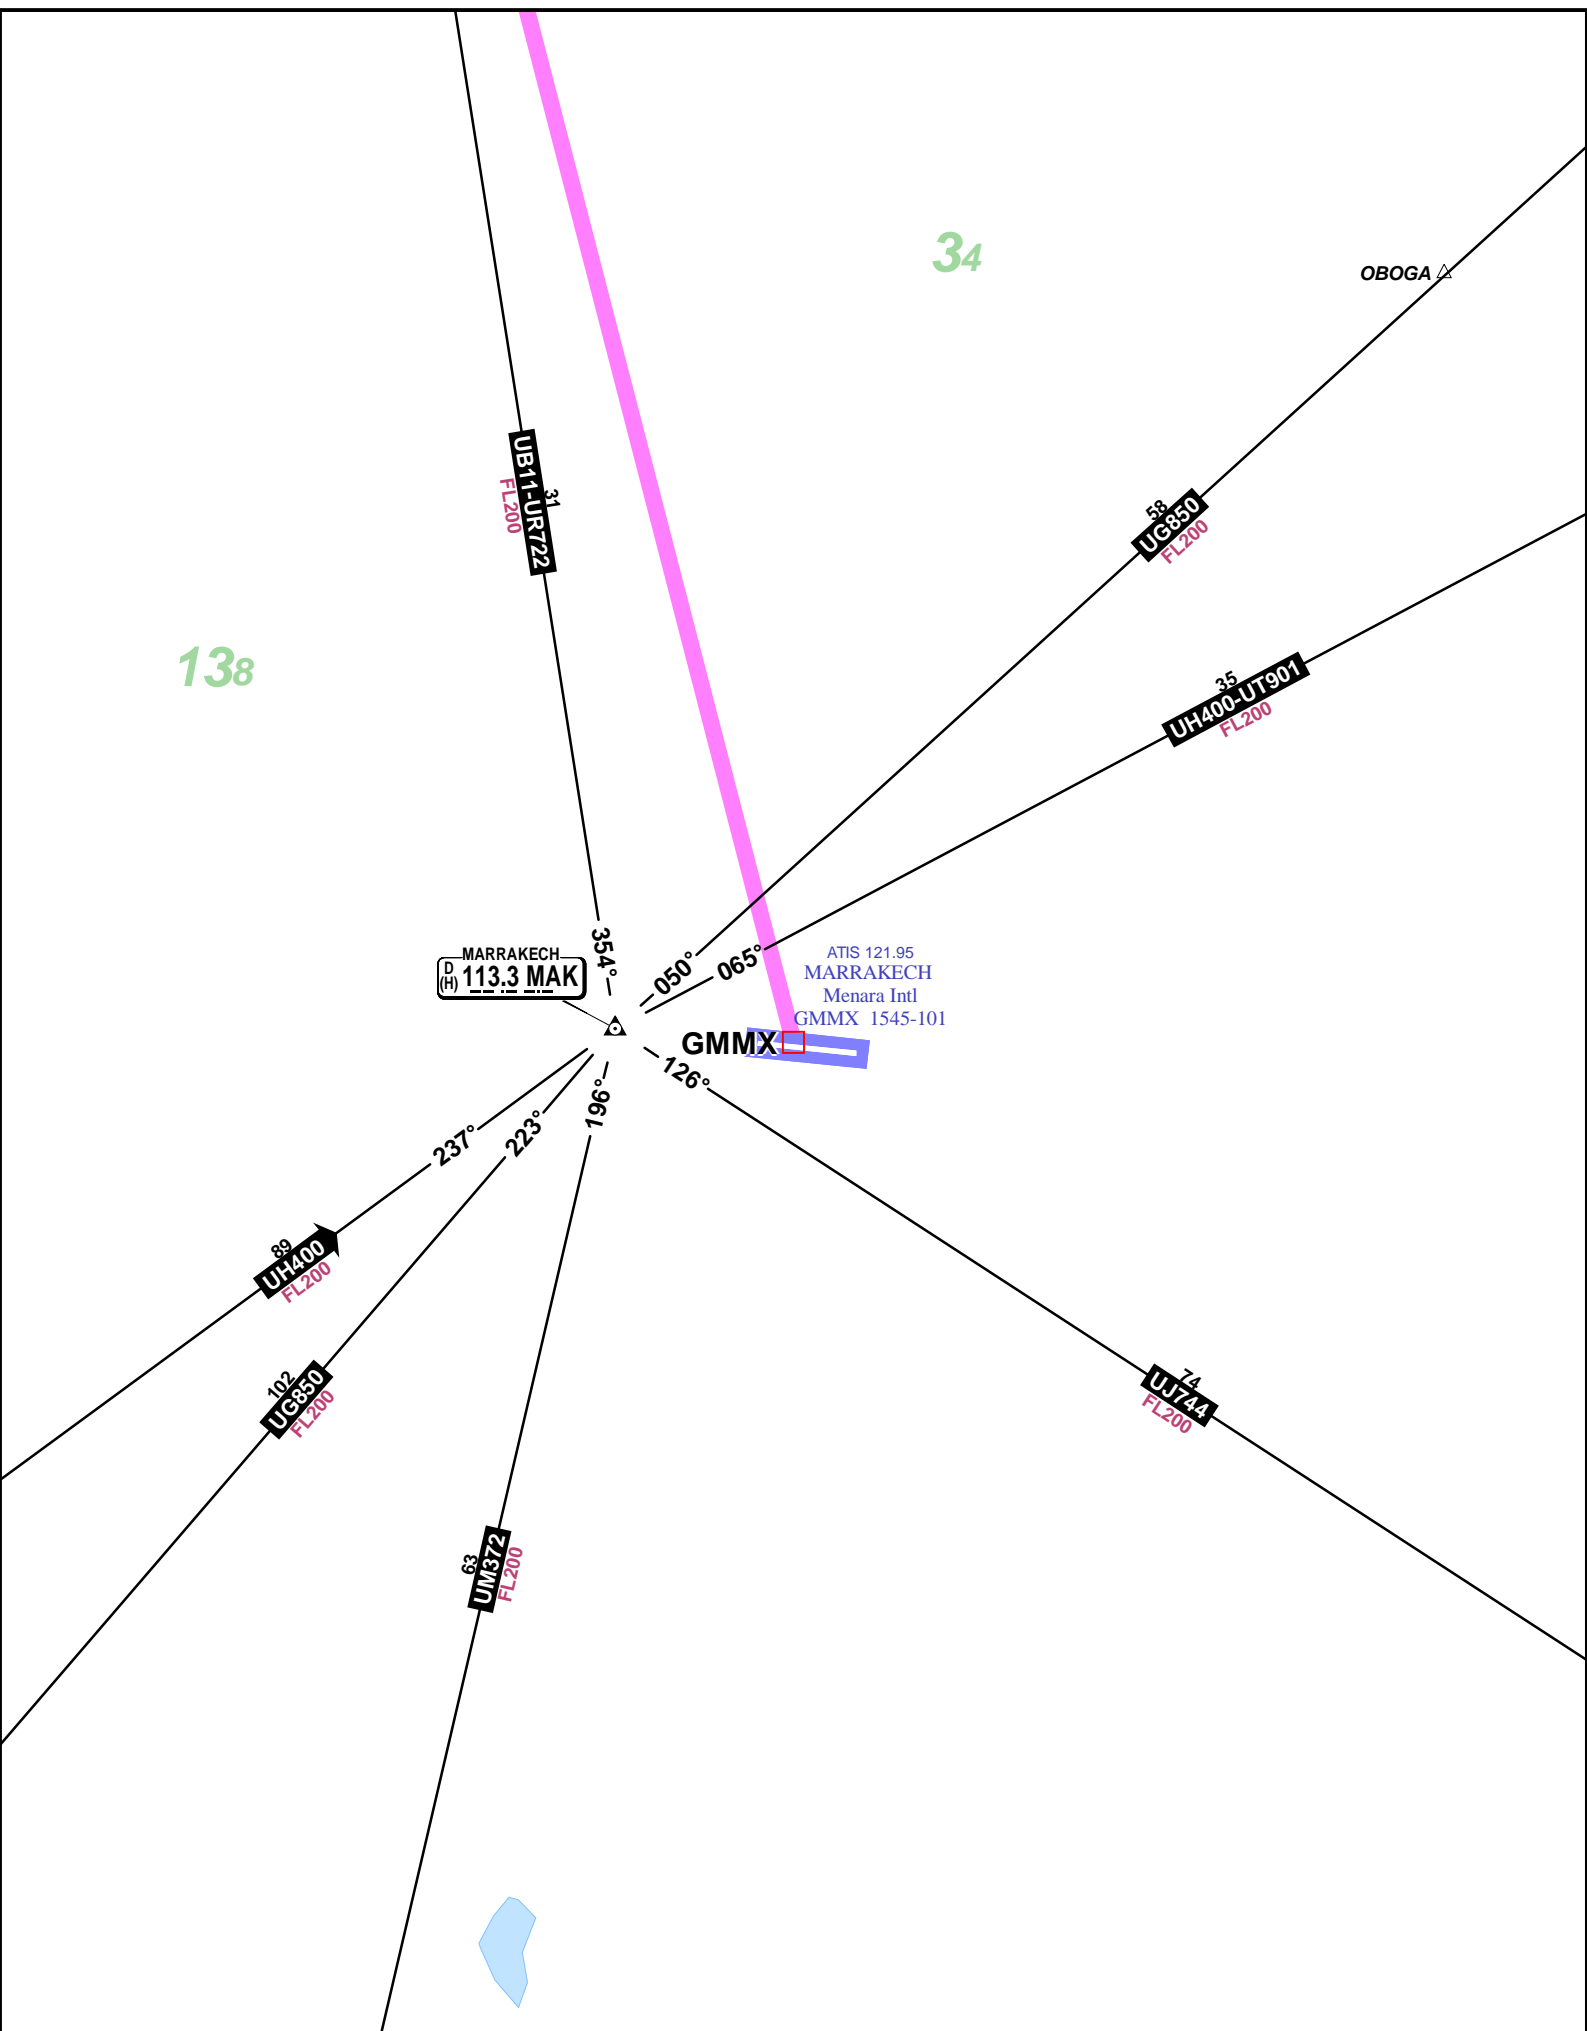 34
OBOGA
31
UB11-UR722
FL200
58
UG850
FL200
138
35
UH400-UT901
FL200
354°
050°
065°
MARRAKECH
D
(H)
113.3 MAK
ATIS 121.95
MARRAKECH
Menara Intl
GMMX 1545-101
GMMX
126°
196°
223°
237°
89
UH400
FL200
102
UG850
FL200
74
UJ744
FL200
63
UM372
FL200